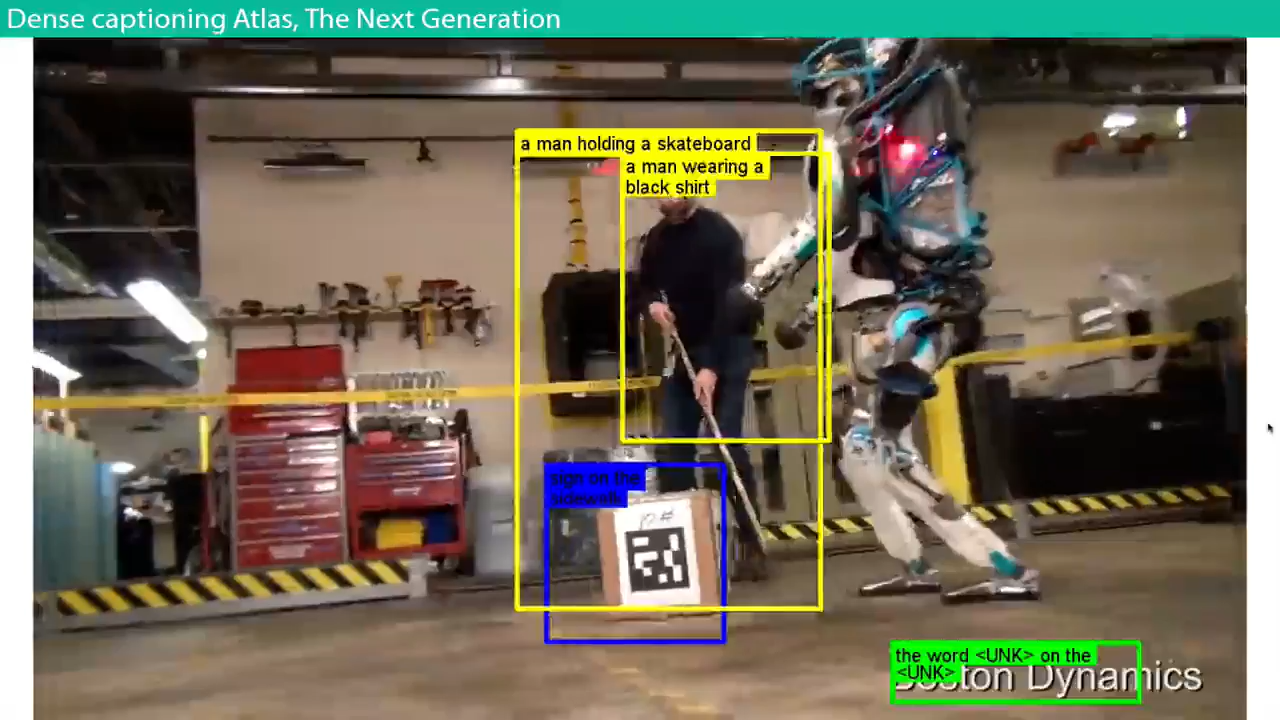 Dense captioning Atlas, The Next Generation
a man holding a skateboard
a man wearing a
black shirt
sign on the
sidewalk
10#
the word <UNK> on the
<UNK>
Boston Dynamics